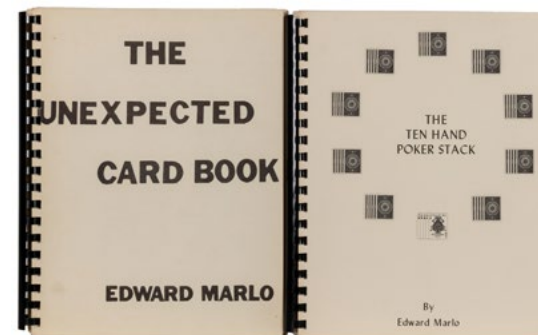 THE
UNEXPECTED
CARD BOOK
EDWARD MARLO
THE
TEN HAND
POKER STACK
By
Edward Marlo